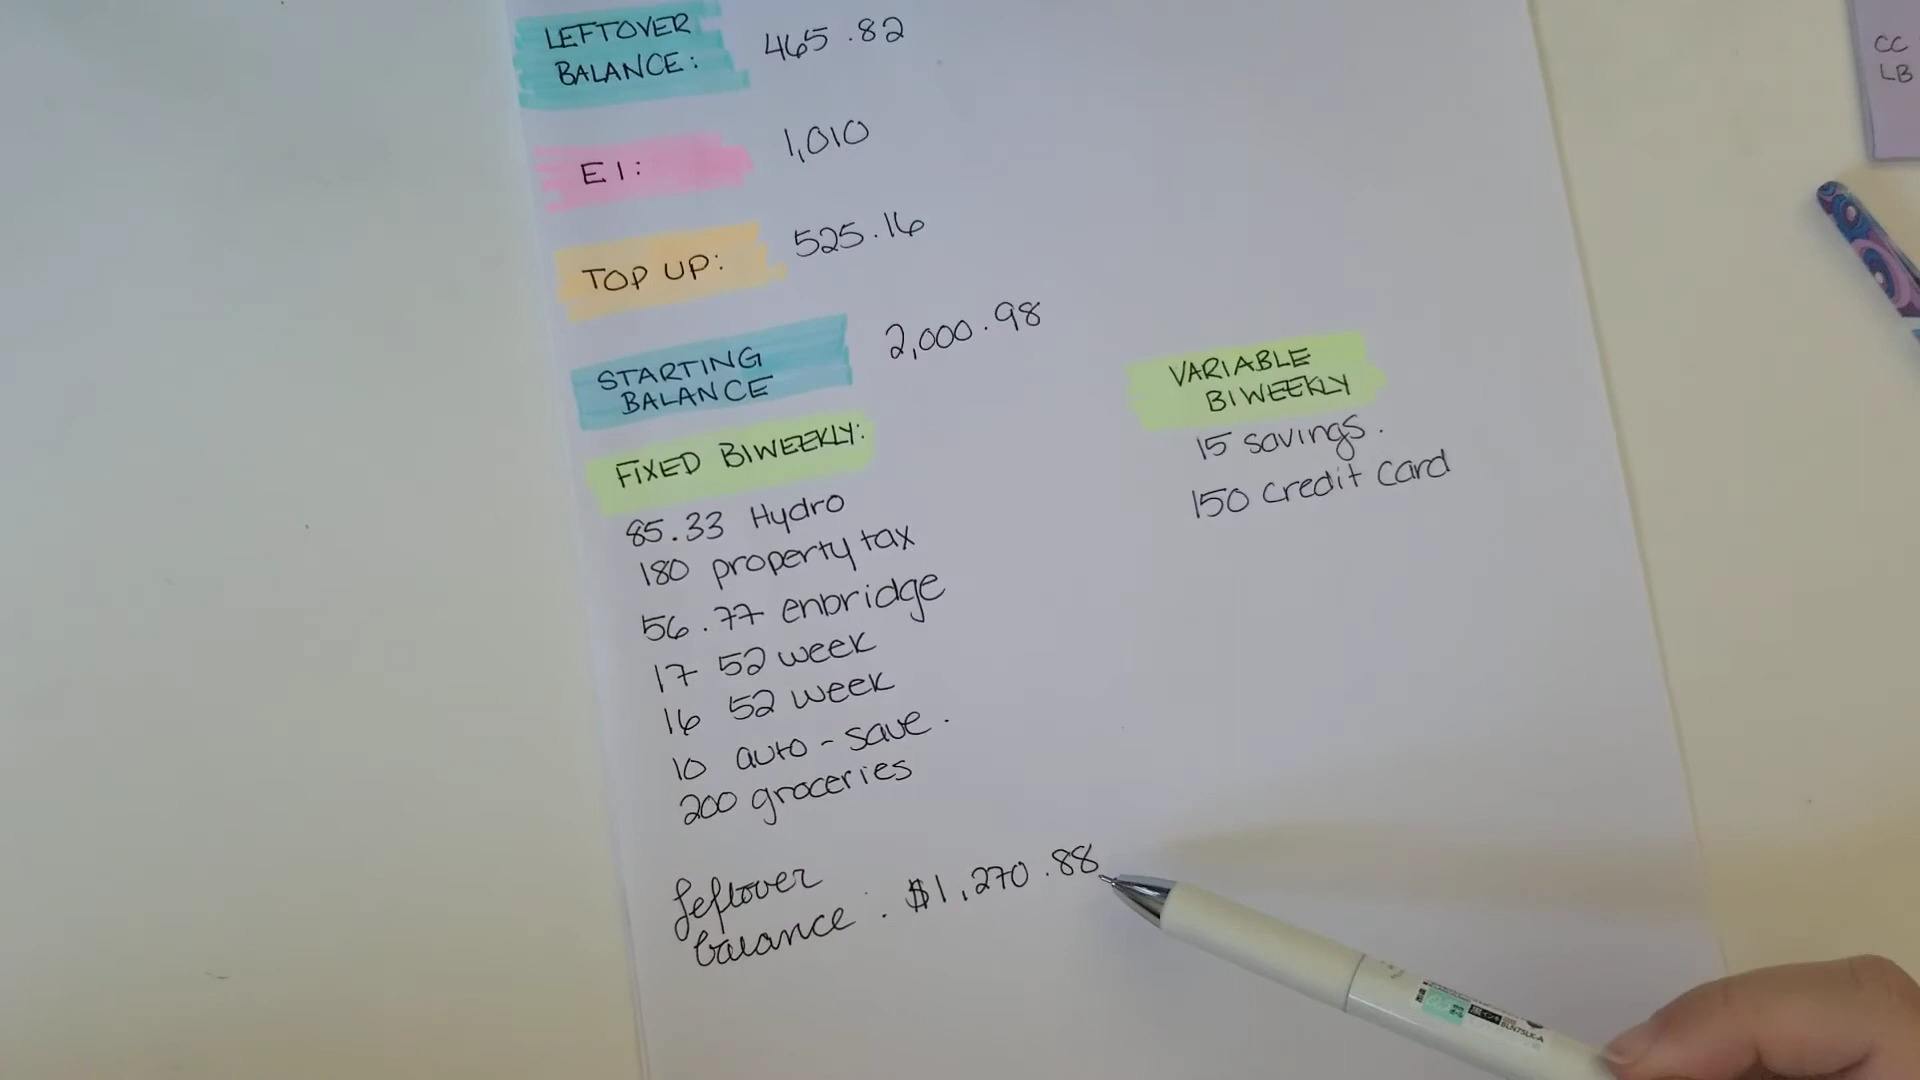 LEFTOVER
BALANCE:
465.82
EI:
1,010
TOP UP:
525.16
STARTING
BALANCE
2,000.98
FIXED BIWEEKLY:
85.33 Hydro
180 property tax
56.77 enbridge
17 52 week
16 52 week
10 auto-save.
200 groceries
VARIABLE
BIWEEKLY
15 savings.
150 credit card
leftover
balance: $1,270.88
CC
LB